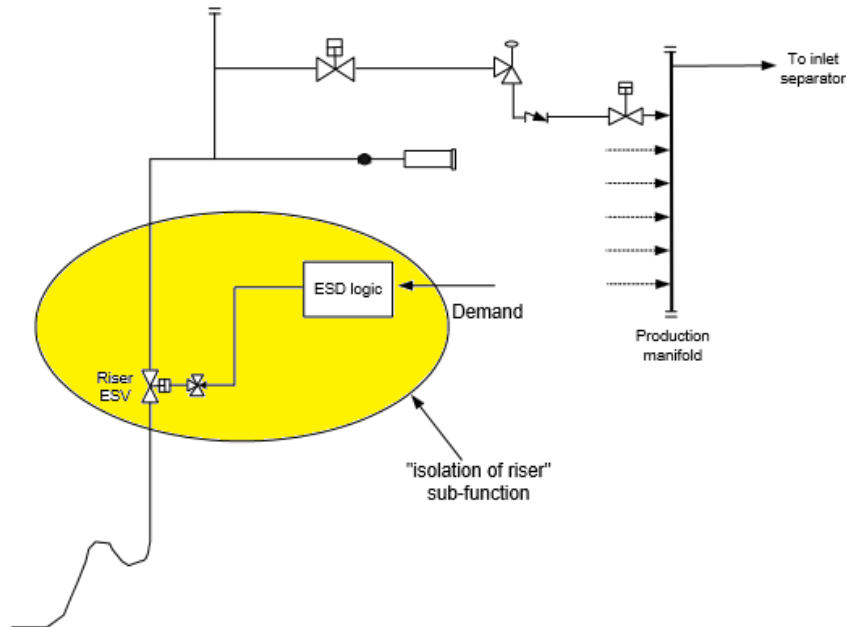 To inlet
separator
ESD logic
Demand
Production
manifold
Riser
ESV
"isolation of riser"
sub-function